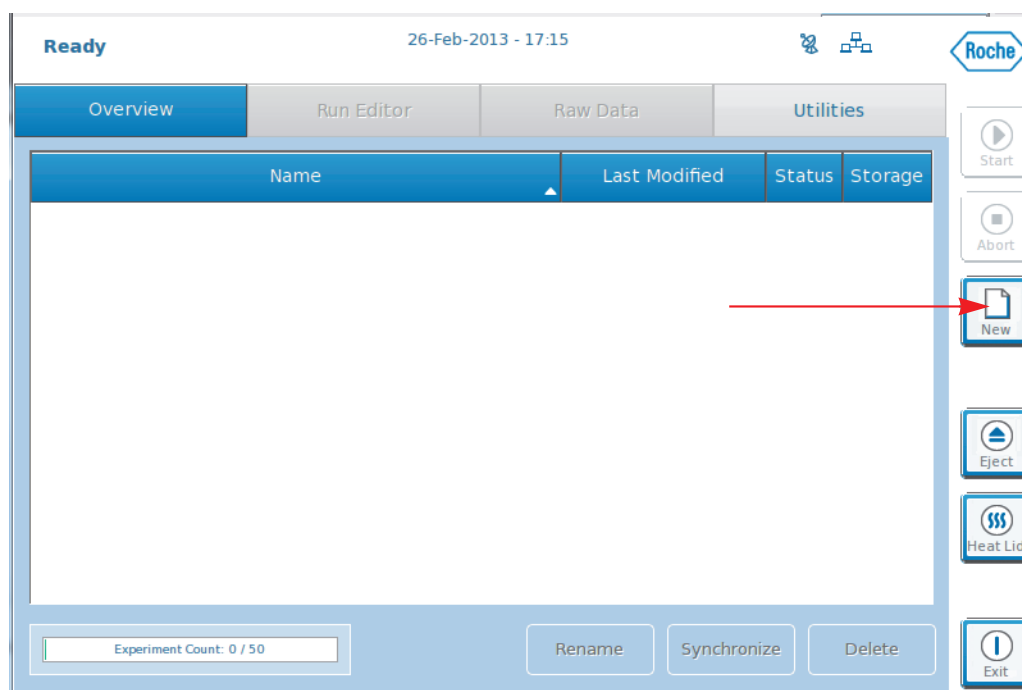 Ready
26-Feb-2013 - 17:15
Roche
Overview
Run Editor
Raw Data
Utilities
Name
Last Modified
Status
Storage
Start
Abort
New
Eject
Heat Lid
Experiment Count: 0 / 50
Rename
Synchronize
Delete
Exit